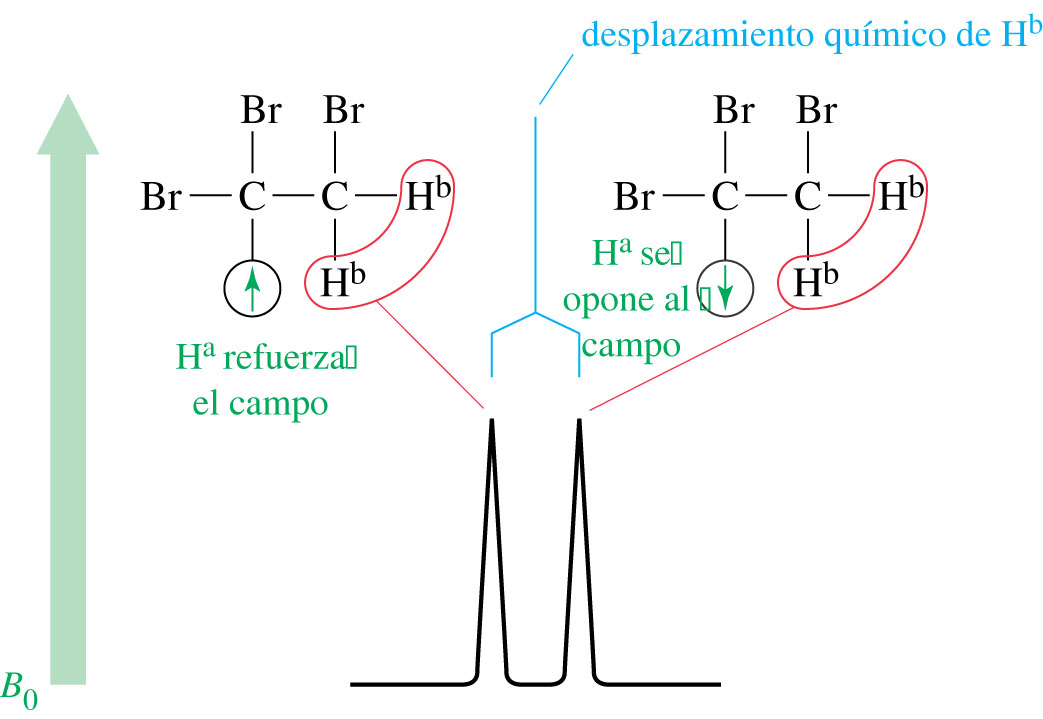 desplazamiento químico de Hᵇ
Br Br
Br C C Hᵇ
Hᵇ
Hᵃ refuerza
el campo
Br Br
Br C C Hᵇ
Hᵇ
Hᵃ se
opone al
campo
B₀